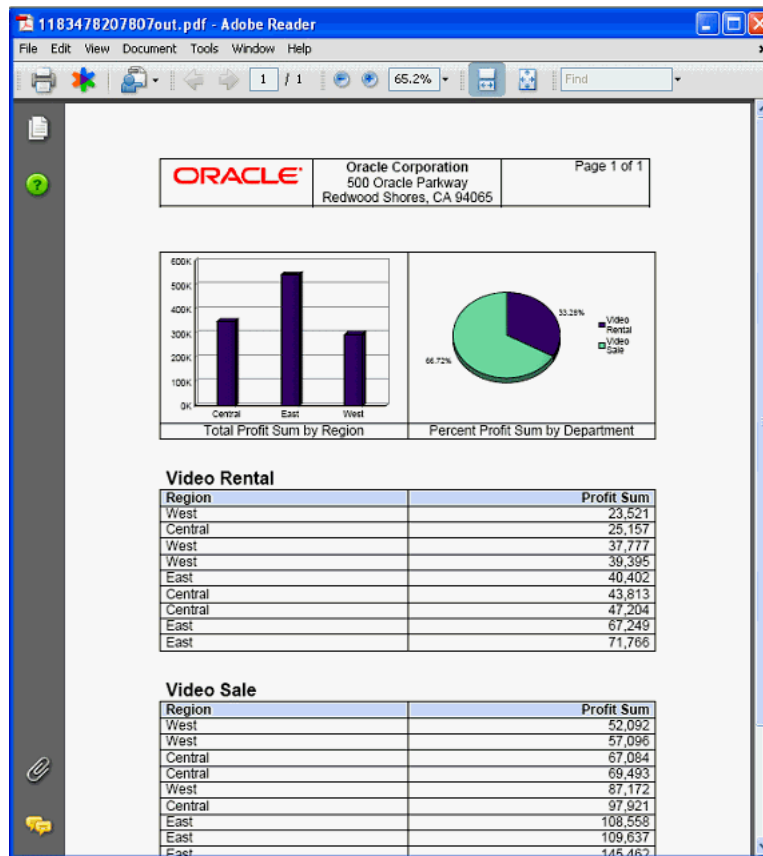 1183478207807out.pdf - Adobe Reader
File Edit View Document Tools Window Help
1 / 1 65.2% Find
ORACLE
Oracle Corporation
500 Oracle Parkway
Redwood Shores, CA 94065
Page 1 of 1
600K
500K
400K
300K
200K
100K
0K
Central East West
Total Profit Sum by Region
33.28%
66.72%
Video Rental
Video Sale
Percent Profit Sum by Department
Video Rental
Region Profit Sum
West 23,521
Central 25,157
West 37,777
West 39,395
East 40,402
Central 43,813
Central 47,204
East 67,249
East 71,766
Video Sale
Region Profit Sum
West 52,092
West 57,096
Central 67,084
Central 69,493
West 87,172
Central 97,921
East 108,558
East 109,637
East 145,462